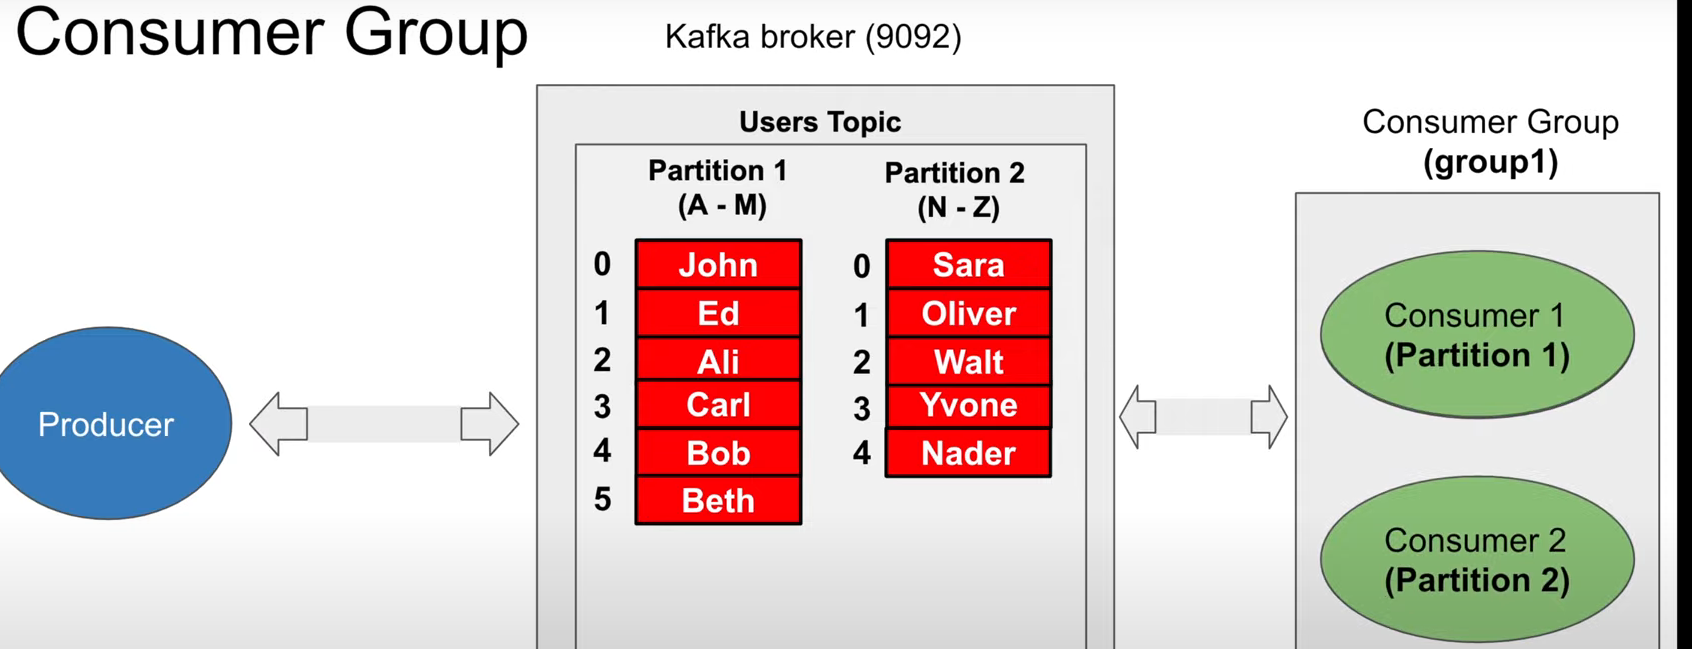 Consumer Group
Kafka broker (9092)
Users Topic
Partition 1
(A - M)
0 John
1 Ed
2 Ali
3 Carl
4 Bob
5 Beth
Partition 2
(N - Z)
0 Sara
1 Oliver
2 Walt
3 Yvone
4 Nader
Producer
Consumer Group
(group1)
Consumer 1
(Partition 1)
Consumer 2
(Partition 2)